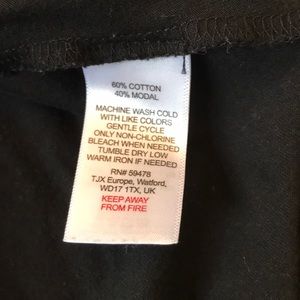 60% COTTON
40% MODAL
MACHINE WASH COLD
WITH LIKE COLORS
GENTLE CYCLE
ONLY NON-CHLORINE
BLEACH WHEN NEEDED
TUMBLE DRY LOW
WARM IRON IF NEEDED
RN# 59478
TJX Europe, Watford,
WD17 1TX, UK
KEEP AWAY
FROM FIRE